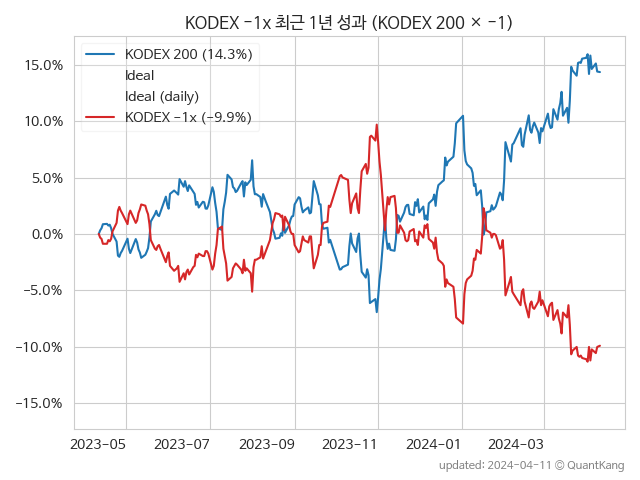 KODEX −1x 최근 1년 성과 (KODEX 200 × −1)
KODEX 200 (14.3%)
Ideal
Ideal (daily)
KODEX −1x (−9.9%)
15.0%
10.0%
5.0%
0.0%
−5.0%
−10.0%
−15.0%
2023-05 2023-07 2023-09 2023-11 2024-01 2024-03
updated: 2024-04-11 © QuantKang